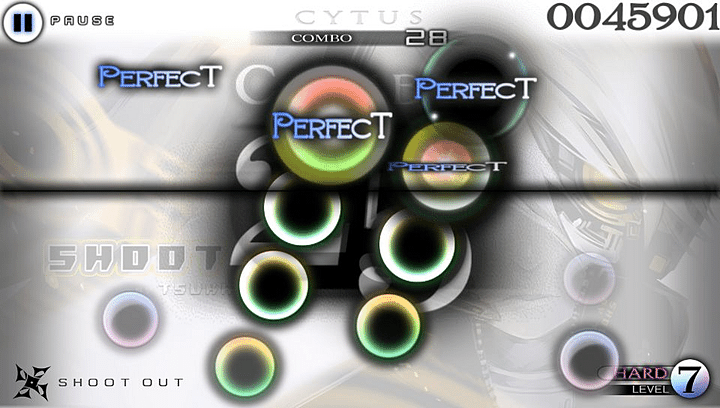 PAUSE
CYTUS
COMBO 28
0045901
PERFECT
PERFECT
PERFECT
PERFECT
SHOOT
SHOOT OUT
HARD
LEVEL 7